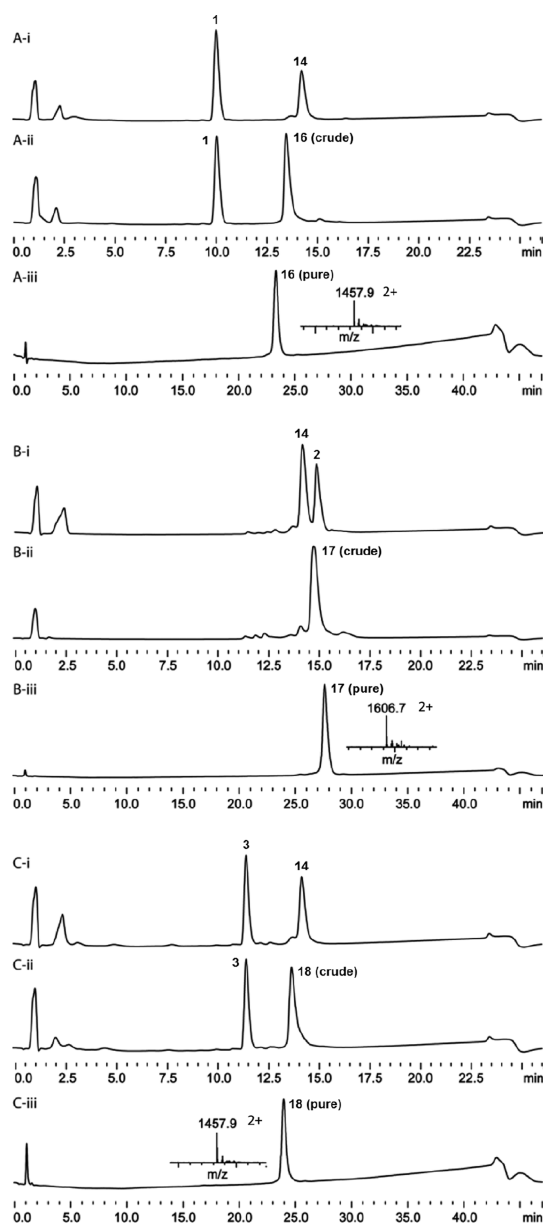 A-i
1
14
A-ii
1
16 (crude)
0.0 2.5 5.0 7.5 10.0 12.5 15.0 17.5 20.0 22.5 min
A-iii
16 (pure)
1457.9 2+
m/z
0.0 5.0 10.0 15.0 20.0 25.0 30.0 35.0 40.0 min
B-i
14
2
B-ii
17 (crude)
0.0 2.5 5.0 7.5 10.0 12.5 15.0 17.5 20.0 22.5 min
B-iii
17 (pure)
1606.7 2+
m/z
0.0 5.0 10.0 15.0 20.0 25.0 30.0 35.0 40.0 min
C-i
3
14
C-ii
3
18 (crude)
0.0 2.5 5.0 7.5 10.0 12.5 15.0 17.5 20.0 22.5 min
C-iii
18 (pure)
1457.9 2+
m/z
0.0 5.0 10.0 15.0 20.0 25.0 30.0 35.0 40.0 min